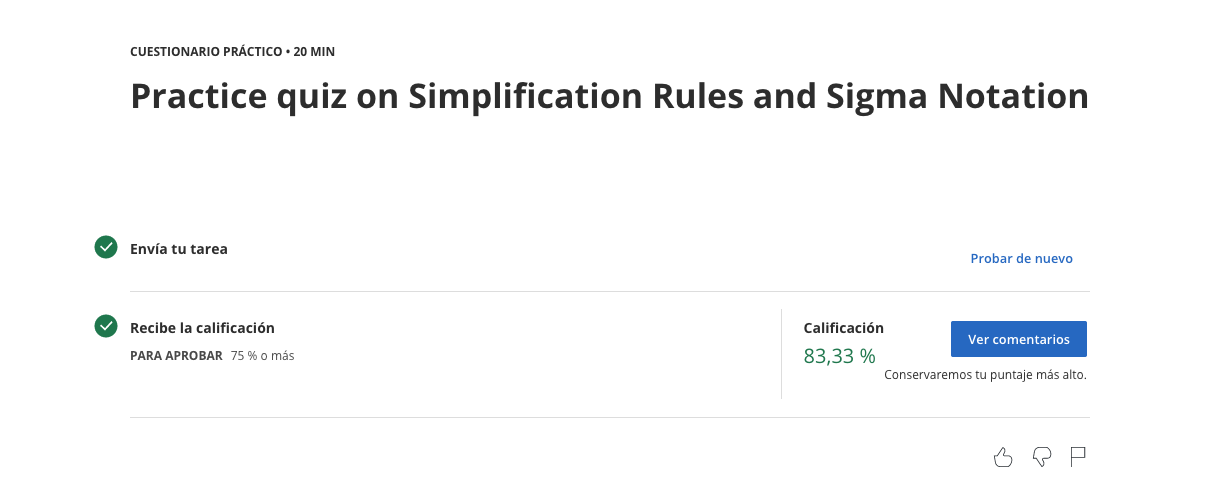 CUESTIONARIO PRÁCTICO • 20 MIN
Practice quiz on Simplification Rules and Sigma Notation
Envía tu tarea
Probar de nuevo
Recibe la calificación
PARA APROBAR 75 % o más
Calificación
83,33 %
Ver comentarios
Conservaremos tu puntaje más alto.